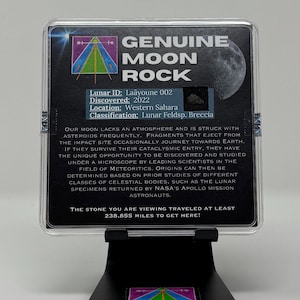 GENUINE
MOON
ROCK
Lunar ID: Laâyoune 002
Discovered: 2022
Location: Western Sahara
Classification: Lunar Feldsp. Breccia
Our moon lacks an atmosphere and is struck with
asteroids frequently. Fragments that eject from
the impact site occasionally journey towards Earth.
If they survive their cataclysmic entry, they have
the unique opportunity to be discovered and studied
under a microscope by leading scientists in the
field of Meteoritics. Origins can then be
determined based on prior studies of different
classes of celestial bodies, such as the lunar
specimens returned by NASA's Apollo mission
astronauts.
The stone you are viewing traveled at least
238,855 miles to get here!